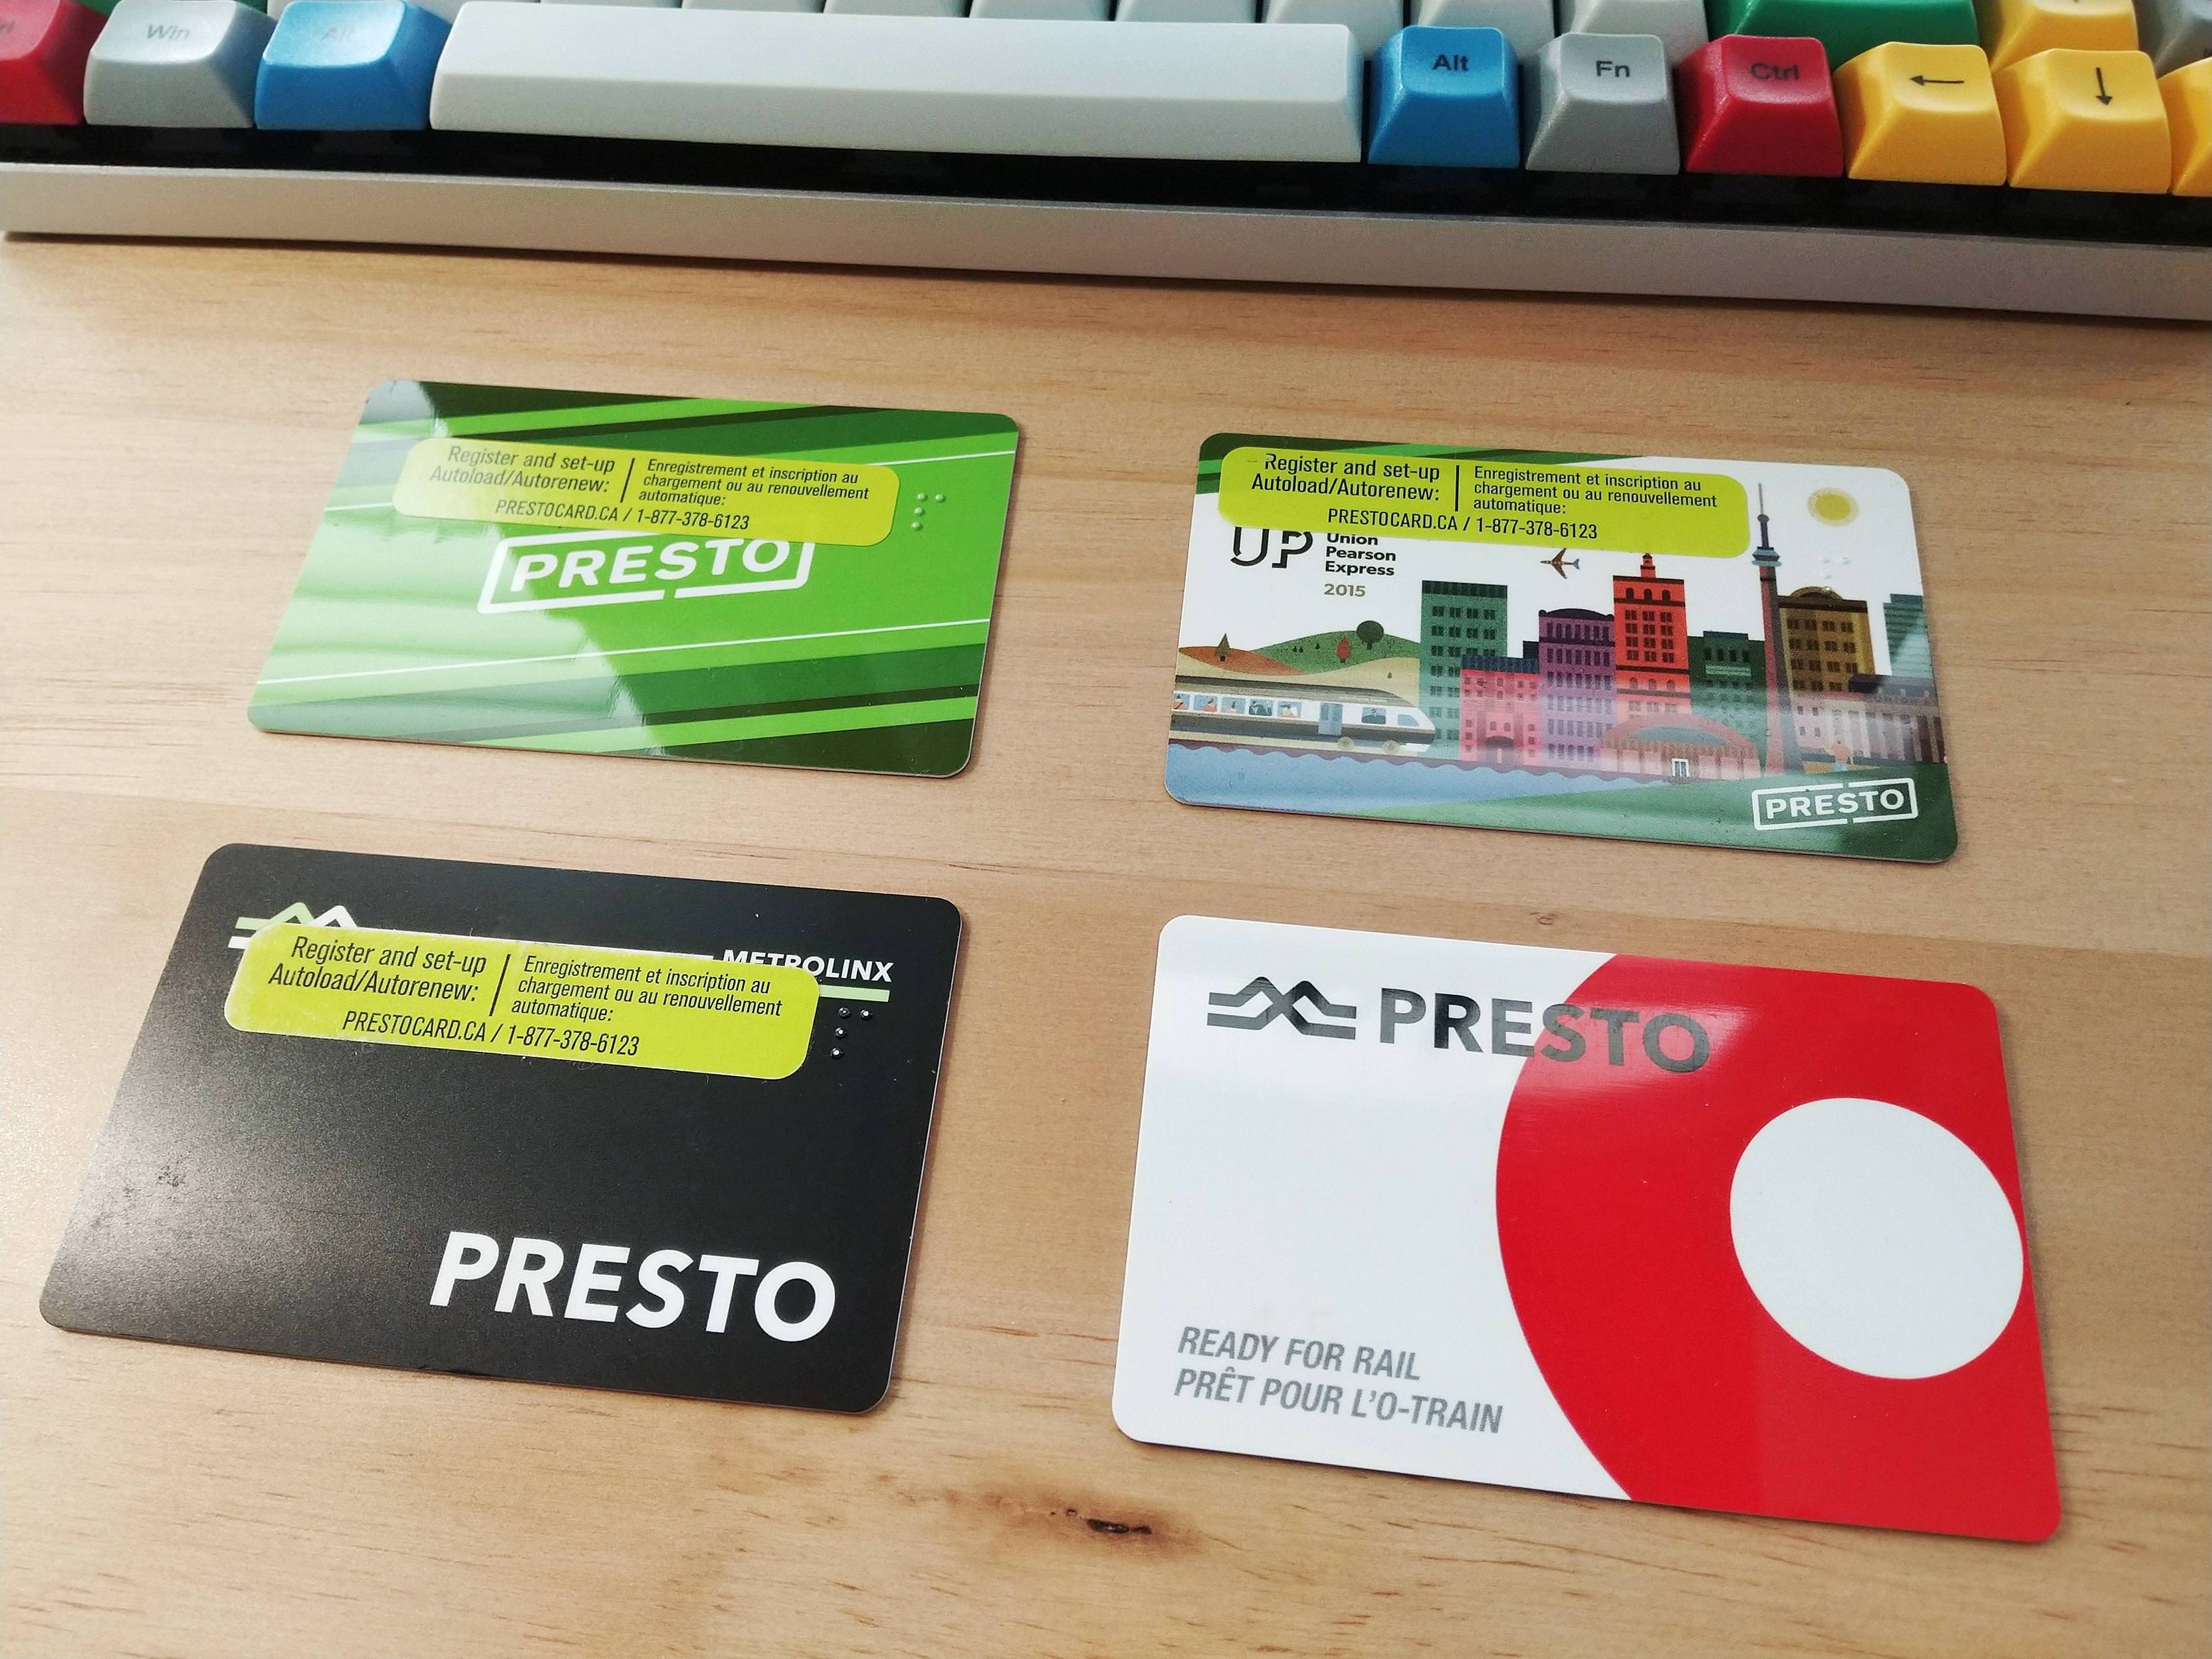 Win
Alt
Alt
Fn
Ctrl
←
↓
Register and set-up
Autoload/Autorenew:
Enregistrement et inscription au
chargement ou au renouvellement
automatique:
PRESTOCARD.CA / 1-877-378-6123
PRESTO
Register and set-up
Autoload/Autorenew:
Enregistrement et inscription au
chargement ou au renouvellement
automatique:
PRESTOCARD.CA / 1-877-378-6123
UP
Union
Pearson
Express
2015
PRESTO
METROLINX
Register and set-up
Autoload/Autorenew:
Enregistrement et inscription au
chargement ou au renouvellement
automatique:
PRESTOCARD.CA / 1-877-378-6123
PRESTO
PRESTO
READY FOR RAIL
PRÊT POUR L'O-TRAIN